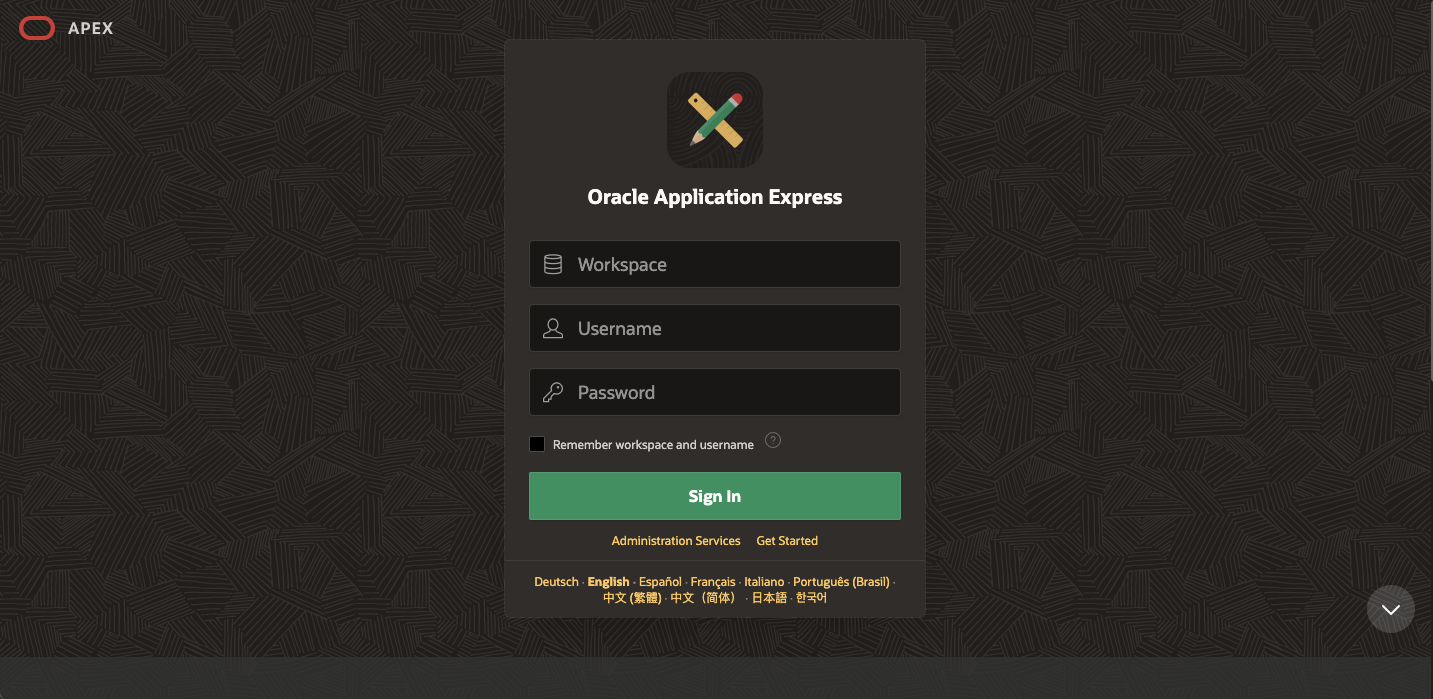 APEX
Oracle Application Express
Workspace
Username
Password
Remember workspace and username ?
Sign In
Administration Services Get Started
Deutsch · English · Español · Français · Italiano · Português (Brasil) ·
中文 (繁體) · 中文（简体） · 日本語 · 한국어